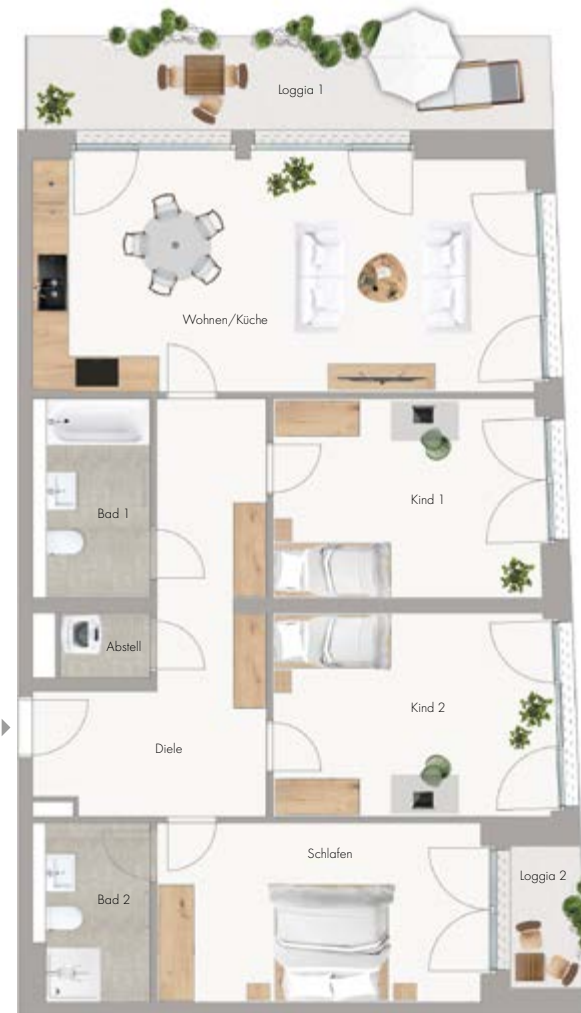 Loggia 1
Wohnen/Küche
Bad 1
Kind 1
Abstell
Kind 2
Diele
Schlafen
Loggia 2
Bad 2